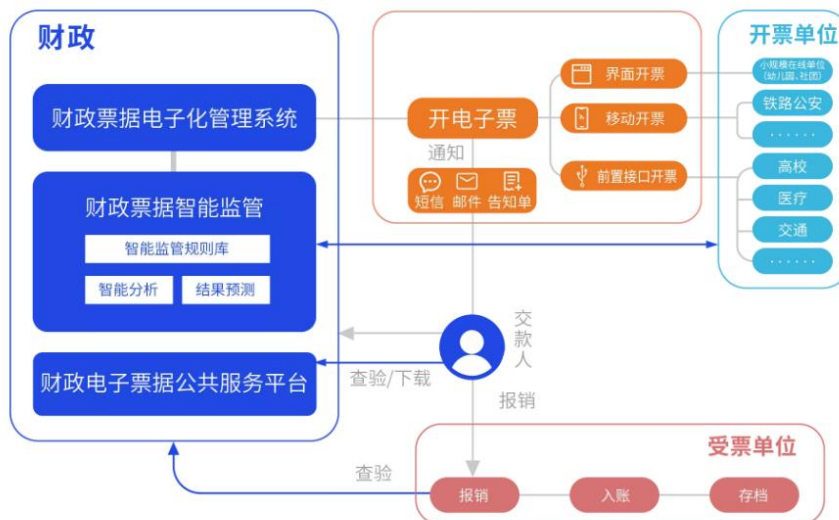 财政
财政票据电子化管理系统
财政票据智能监管
智能监管规则库
智能分析
结果预测
财政电子票据公共服务平台
开电子票
通知
短信
邮件
告知单
界面开票
移动开票
前置接口开票
开票单位
小规模在线单位
(幼儿园、社团)
铁路公安
······
高校
医疗
交通
······
交款人
查验/下载
报销
查验
受票单位
报销
入账
存档